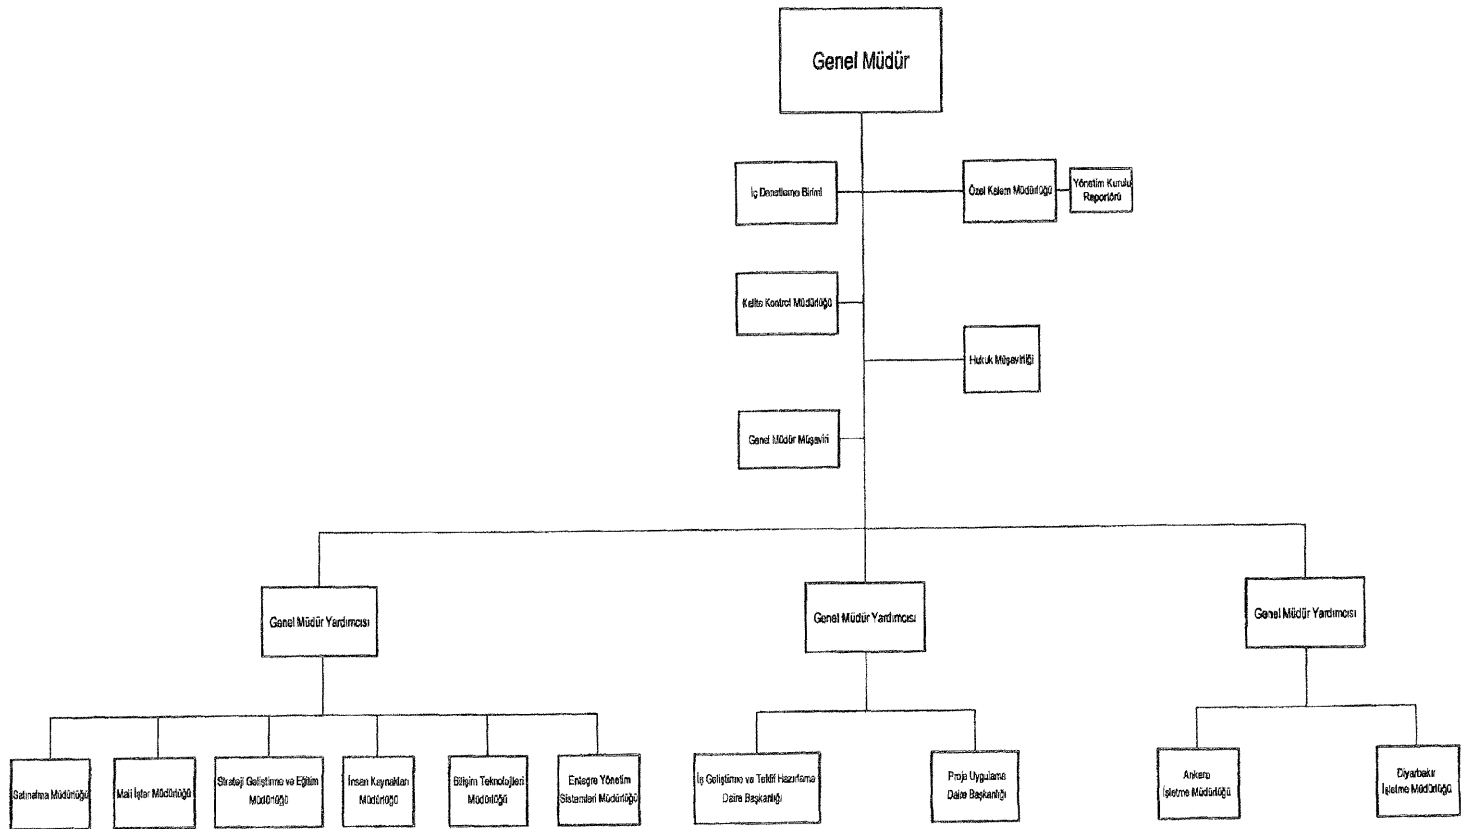 Genel Müdür
İç Denetleme Birimi
Özel Kalem Müdürlüğü
Yönetim Kurulu
Raportörü
Kalite Kontrol Müdürlüğü
Hukuk Müşavirliği
Genel Müdür Müşaviri
Genel Müdür Yardımcısı
Genel Müdür Yardımcısı
Genel Müdür Yardımcısı
Satınalma Müdürlüğü
Mali İşler Müdürlüğü
Strateji Geliştirme ve Eğitim
Müdürlüğü
İnsan Kaynakları
Müdürlüğü
Bilişim Teknolojileri
Müdürlüğü
Entegre Yönetim
Sistemleri Müdürlüğü
İş Geliştirme ve Teklif Hazırlama
Daire Başkanlığı
Proje Uygulama
Daire Başkanlığı
Ankara
İşletme Müdürlüğü
Diyarbakır
İşletme Müdürlüğü